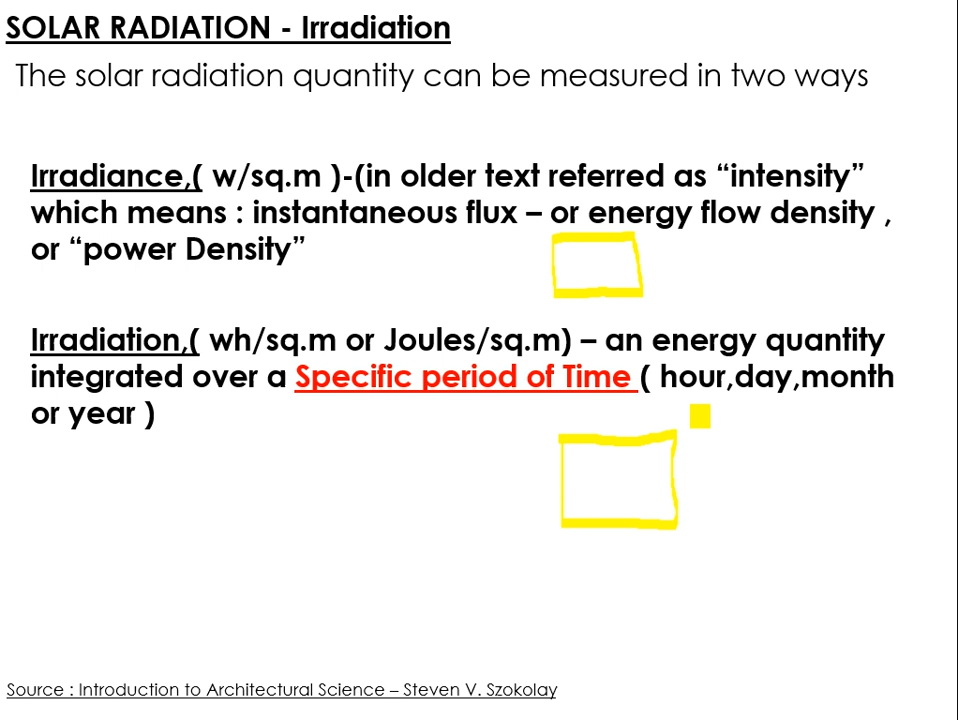 SOLAR RADIATION - Irradiation
The solar radiation quantity can be measured in two ways
Irradiance,( w/sq.m )-(in older text referred as “intensity”
which means : instantaneous flux – or energy flow density ,
or “power Density”
Irradiation,( wh/sq.m or Joules/sq.m) – an energy quantity
integrated over a Specific period of Time ( hour,day,month
or year )
Source : Introduction to Architectural Science – Steven V. Szokolay